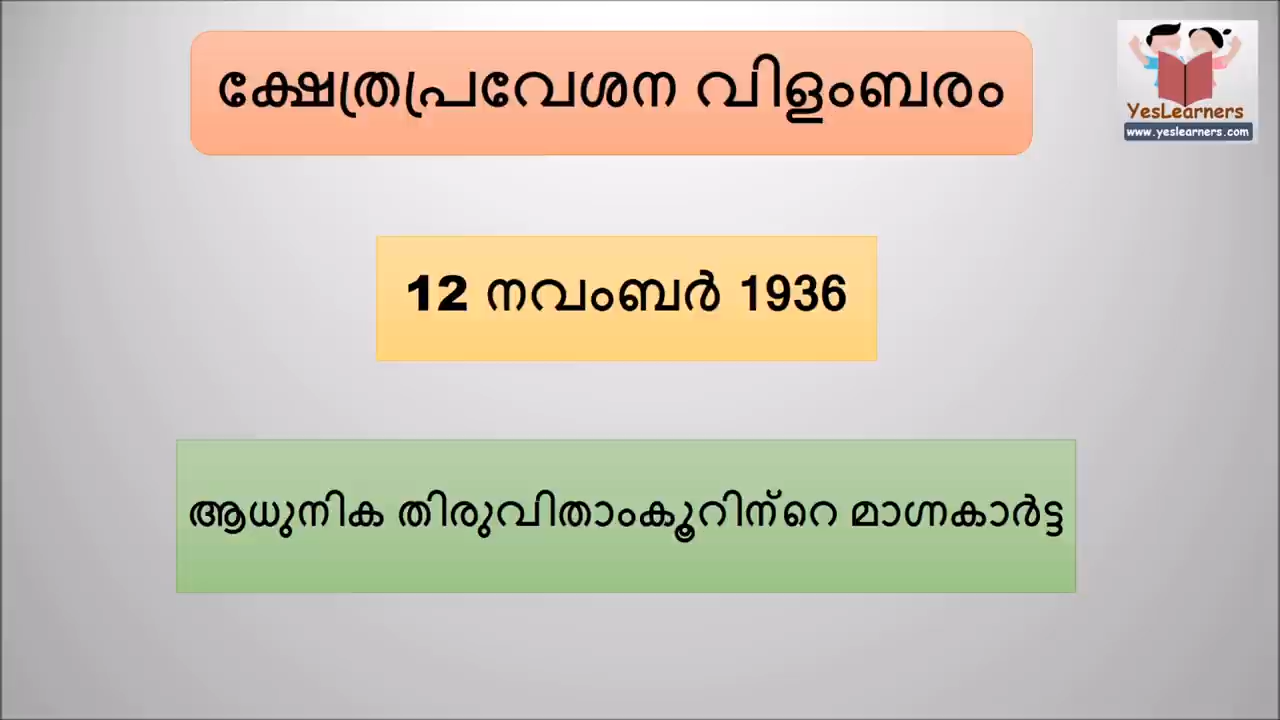 ക്ഷേത്രപ്രവേശന വിളംബരം
YesLearners
www.yeslearners.com
12 നവംബർ 1936
ആധുനിക തിരുവിതാംകൂറിന്റെ മാഗ്നകാർട്ട